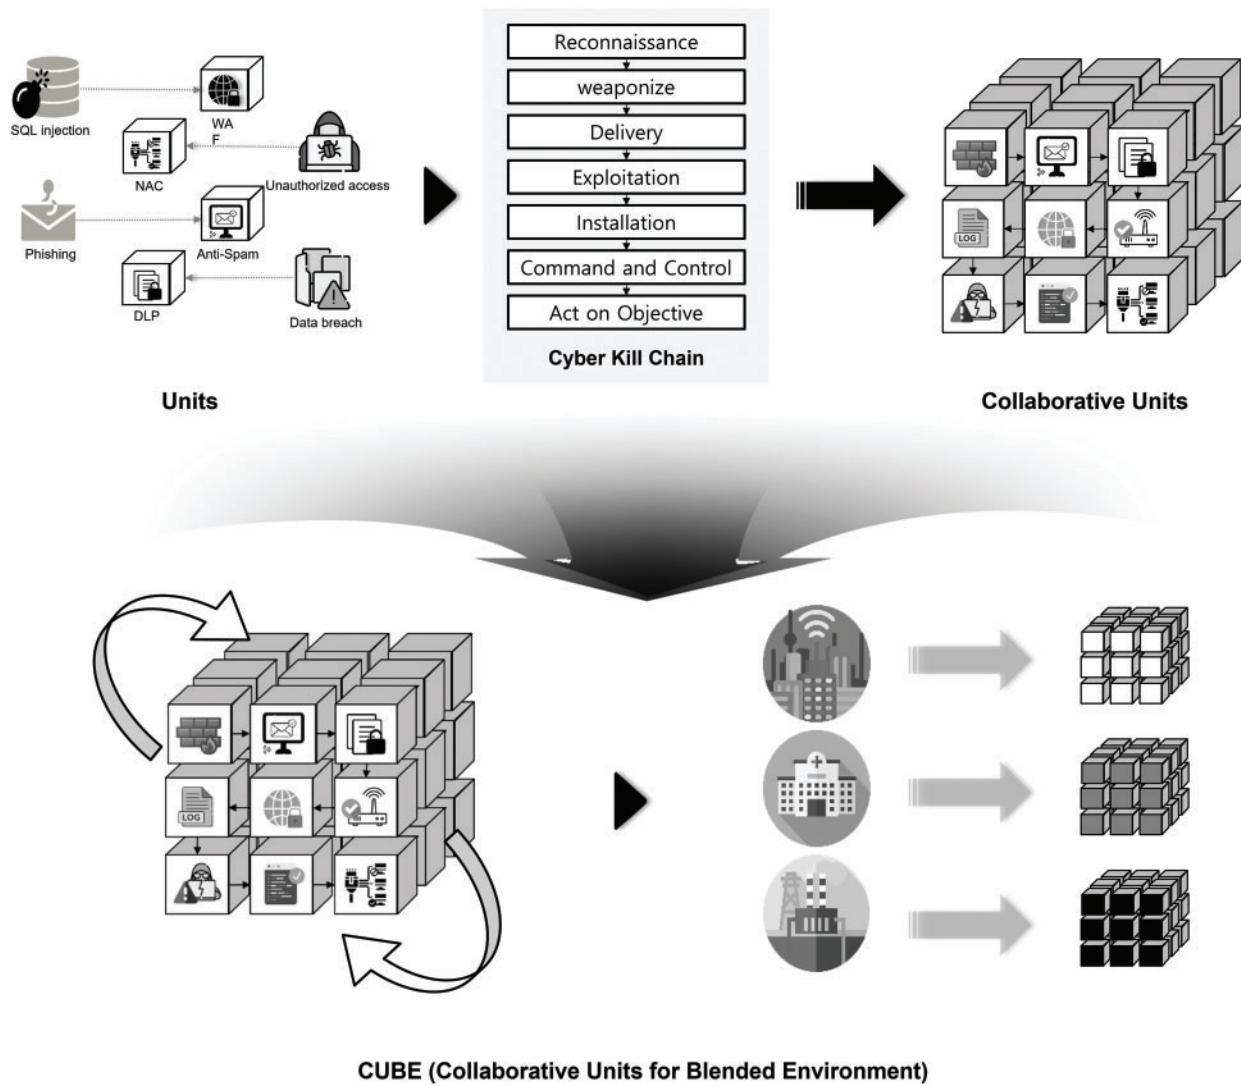 SQL injection
WA
F
NAC
Unauthorized access
Phishing
Anti-Spam
DLP
Data breach
Units
Reconnaissance
weaponize
Delivery
Exploitation
Installation
Command and Control
Act on Objective
Cyber Kill Chain
LOG
Collaborative Units
LOG
CUBE (Collaborative Units for Blended Environment)